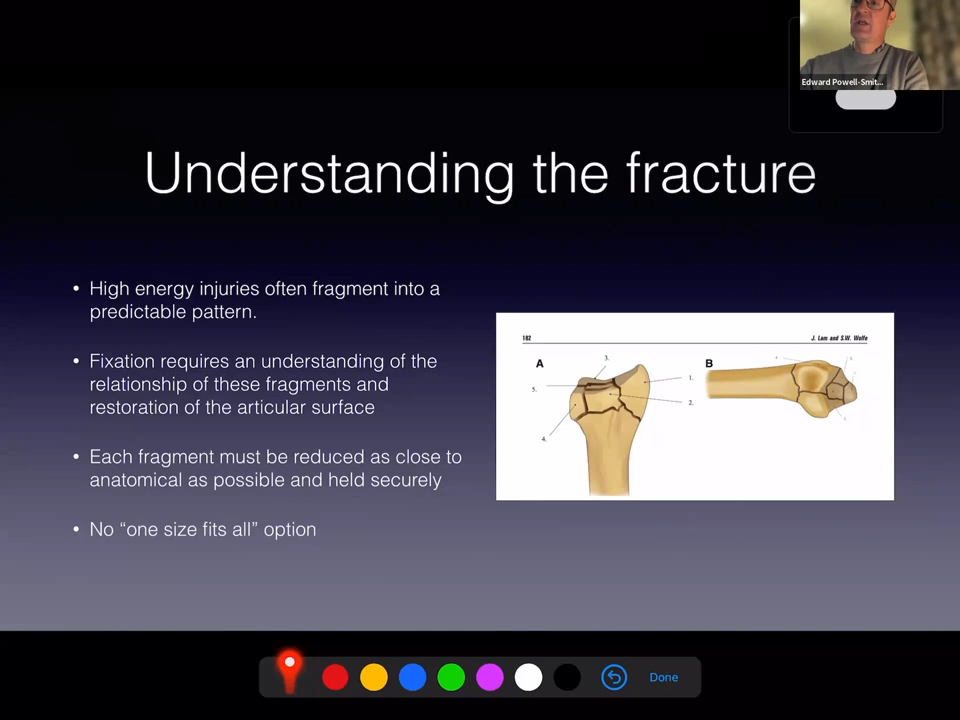 Edward Powell-Smit...
Understanding the fracture
• High energy injuries often fragment into a
predictable pattern.
• Fixation requires an understanding of the
relationship of these fragments and
restoration of the articular surface
• Each fragment must be reduced as close to
anatomical as possible and held securely
• No “one size fits all” option
182 J. Lam and S.W. Wolfe
A
3.
B
5.
1.
2.
4.
Done